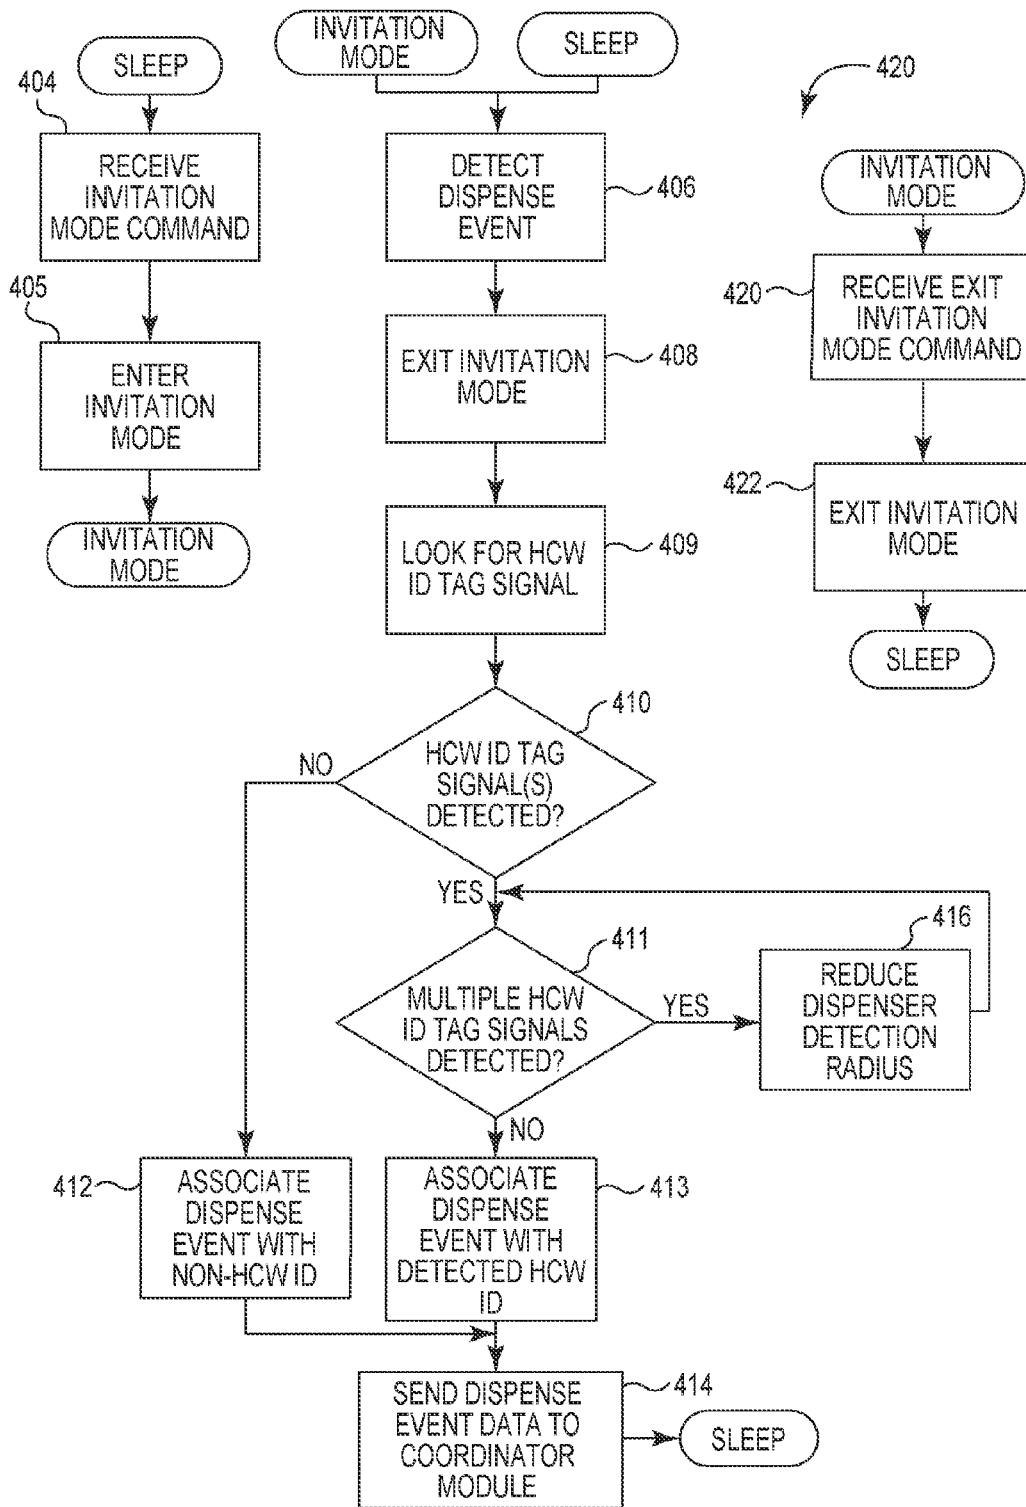 SLEEP
404
RECEIVE
INVITATION
MODE COMMAND
405
ENTER
INVITATION
MODE
INVITATION
MODE
INVITATION
MODE
SLEEP
DETECT
DISPENSE
EVENT
406
EXIT INVITATION
MODE
408
LOOK FOR HCW
ID TAG SIGNAL
409
420
INVITATION
MODE
420
RECEIVE EXIT
INVITATION
MODE COMMAND
422
EXIT INVITATION
MODE
SLEEP
410
HCW ID TAG
SIGNAL(S)
DETECTED?
NO
YES
411
MULTIPLE HCW
ID TAG SIGNALS
DETECTED?
YES
416
REDUCE
DISPENSER
DETECTION
RADIUS
NO
412
ASSOCIATE
DISPENSE
EVENT WITH
NON-HCW ID
413
ASSOCIATE
DISPENSE
EVENT WITH
DETECTED HCW
ID
414
SEND DISPENSE
EVENT DATA TO
COORDINATOR
MODULE
SLEEP